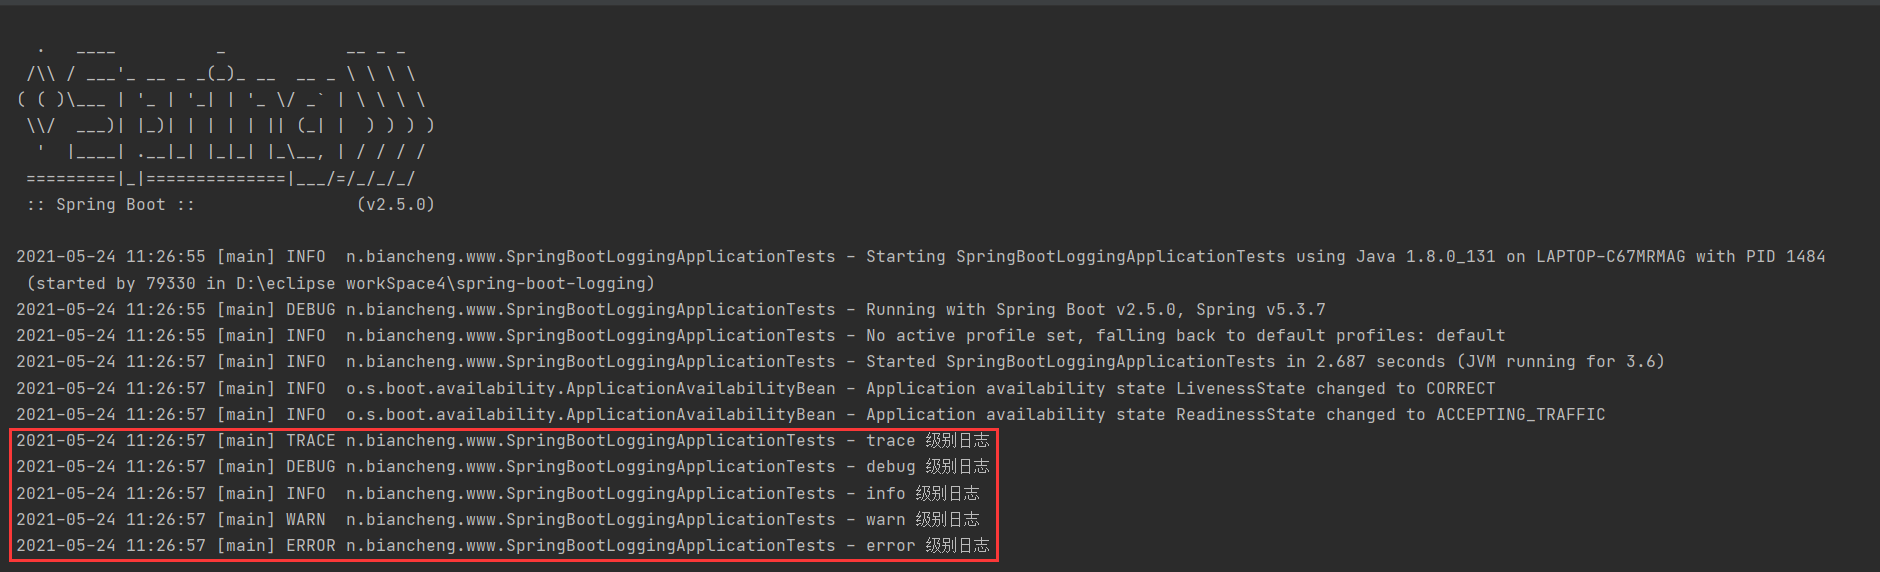 .   ____          _            __ _ _
 /\\ / ___'_ __ _ _(_)_ __  __ _ \ \ \ \
( ( )\___ | '_ | '_| | '_ \/ _` | \ \ \ \
 \\/  ___)| |_)| | | | | || (_| |  ) ) ) )
  '  |____| .__|_| |_|_| |_\__, | / / / /
 =========|_|==============|___/=/_/_/_/
 :: Spring Boot ::                (v2.5.0)
2021-05-24 11:26:55 [main] INFO  n.biancheng.www.SpringBootLoggingApplicationTests - Starting SpringBootLoggingApplicationTests using Java 1.8.0_131 on LAPTOP-C67MRMAG with PID 1484
 (started by 79330 in D:\eclipse workSpace4\spring-boot-logging)
2021-05-24 11:26:55 [main] DEBUG n.biancheng.www.SpringBootLoggingApplicationTests - Running with Spring Boot v2.5.0, Spring v5.3.7
2021-05-24 11:26:55 [main] INFO  n.biancheng.www.SpringBootLoggingApplicationTests - No active profile set, falling back to default profiles: default
2021-05-24 11:26:57 [main] INFO  n.biancheng.www.SpringBootLoggingApplicationTests - Started SpringBootLoggingApplicationTests in 2.687 seconds (JVM running for 3.6)
2021-05-24 11:26:57 [main] INFO  o.s.boot.availability.ApplicationAvailabilityBean - Application availability state LivenessState changed to CORRECT
2021-05-24 11:26:57 [main] INFO  o.s.boot.availability.ApplicationAvailabilityBean - Application availability state ReadinessState changed to ACCEPTING_TRAFFIC
2021-05-24 11:26:57 [main] TRACE n.biancheng.www.SpringBootLoggingApplicationTests - trace 级别日志
2021-05-24 11:26:57 [main] DEBUG n.biancheng.www.SpringBootLoggingApplicationTests - debug 级别日志
2021-05-24 11:26:57 [main] INFO  n.biancheng.www.SpringBootLoggingApplicationTests - info 级别日志
2021-05-24 11:26:57 [main] WARN  n.biancheng.www.SpringBootLoggingApplicationTests - warn 级别日志
2021-05-24 11:26:57 [main] ERROR n.biancheng.www.SpringBootLoggingApplicationTests - error 级别日志